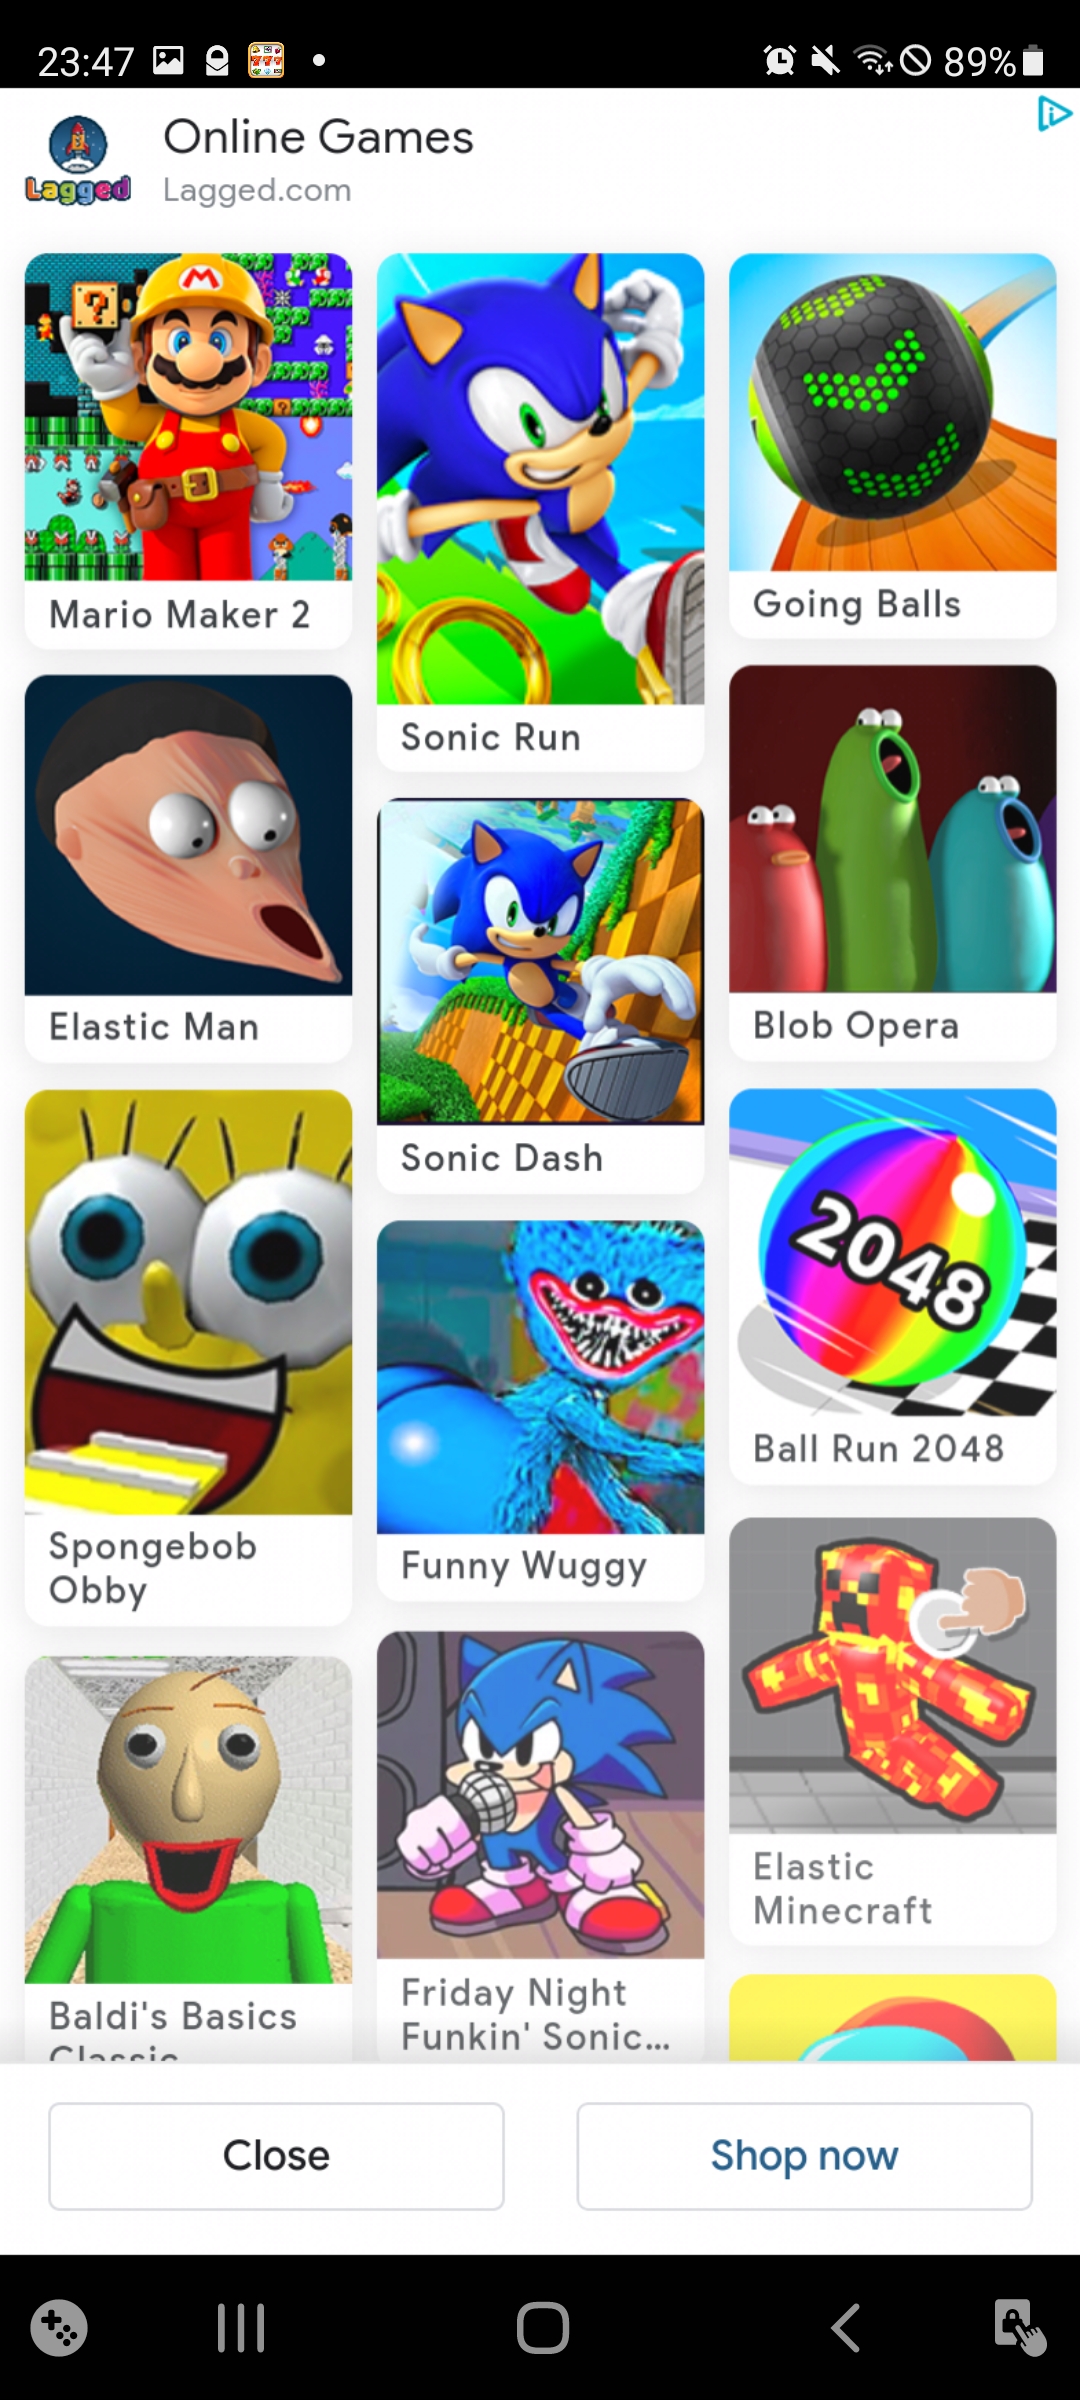 23:47
89%
Online Games
Lagged
Lagged.com
M
?
Mario Maker 2
Sonic Run
Going Balls
Elastic Man
Sonic Dash
Blob Opera
2048
Ball Run 2048
Spongebob
Obby
Funny Wuggy
Elastic
Minecraft
Baldi's Basics
Classic
Friday Night
Funkin' Sonic...
Close
Shop now